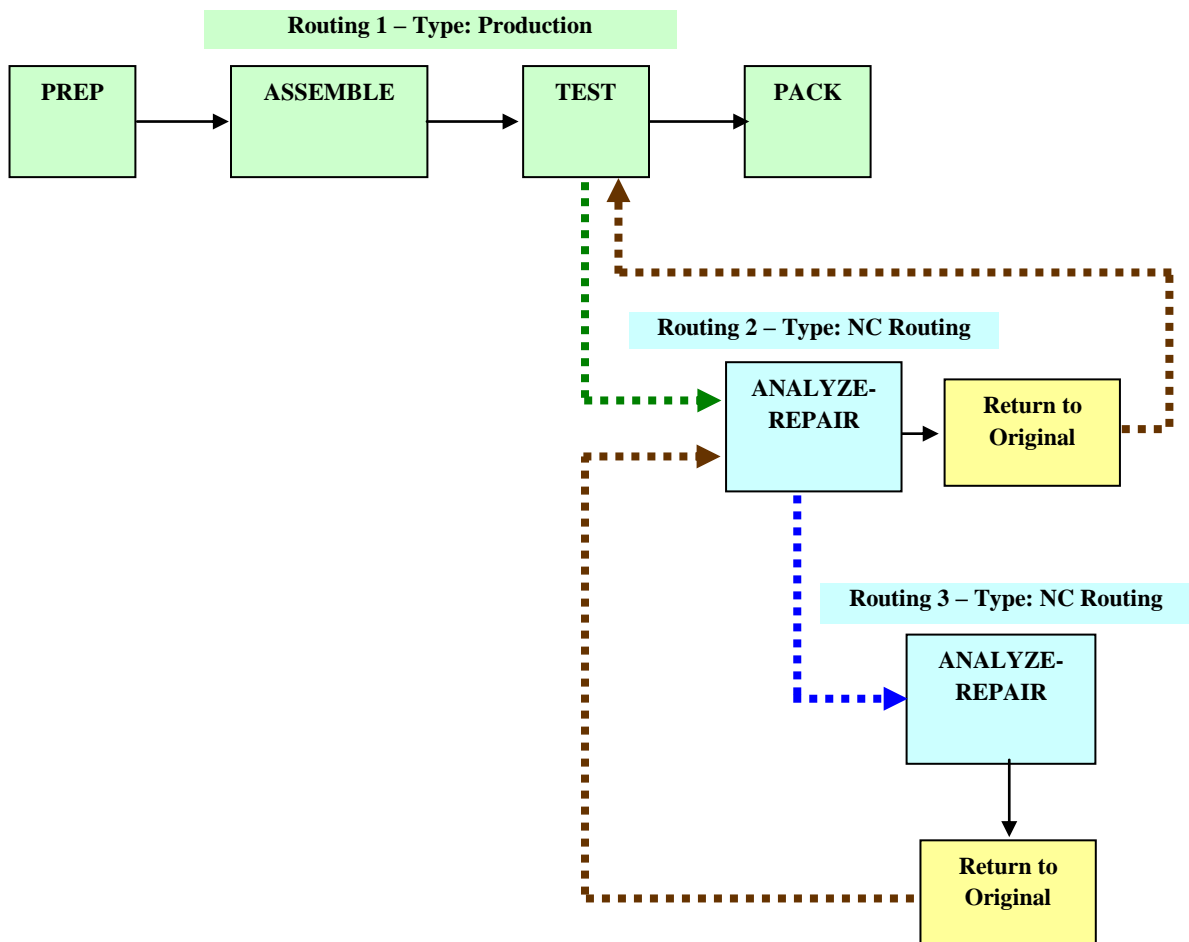 Routing 1 – Type: Production
PREP
ASSEMBLE
TEST
PACK
Routing 2 – Type: NC Routing
ANALYZE-
REPAIR
Return to
Original
Routing 3 – Type: NC Routing
ANALYZE-
REPAIR
Return to
Original